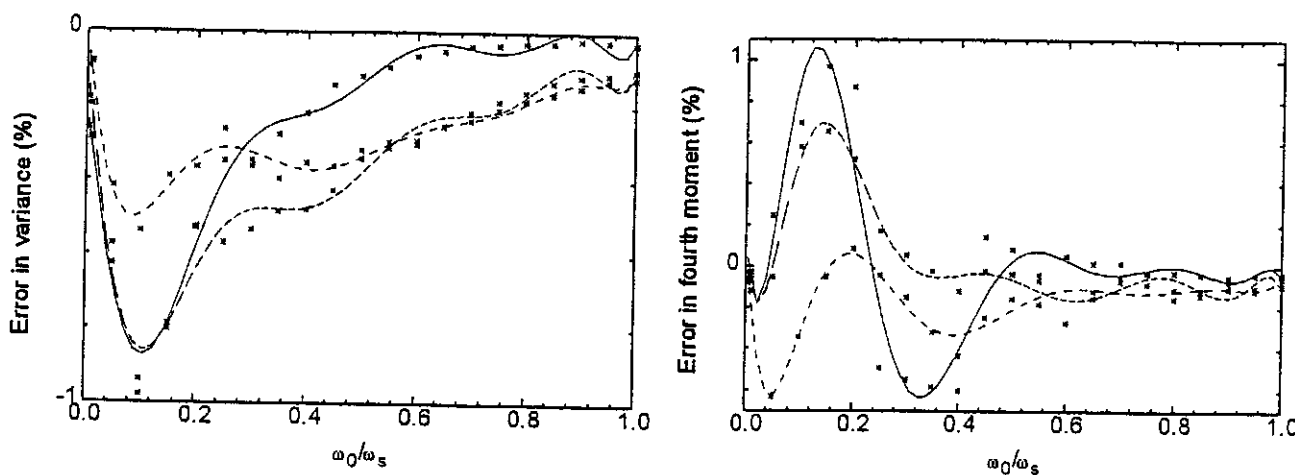 0
-1
Error in variance (%)
0.0 0.2 0.4 0.6 0.8 1.0
ω₀/ωₛ
1
0
Error in fourth moment (%)
0.0 0.2 0.4 0.6 0.8 1.0
ω₀/ωₛ